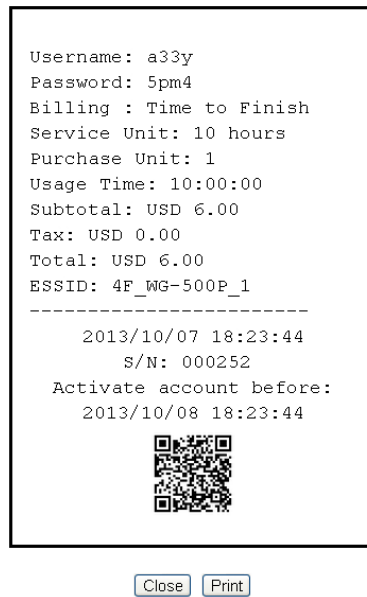 Username: a33y
Password: 5pm4
Billing : Time to Finish
Service Unit: 10 hours
Purchase Unit: 1
Usage Time: 10:00:00
Subtotal: USD 6.00
Tax: USD 0.00
Total: USD 6.00
ESSID: 4F_WG-500P_1
------------------------
2013/10/07 18:23:44
S/N: 000252
Activate account before:
2013/10/08 18:23:44
Close Print